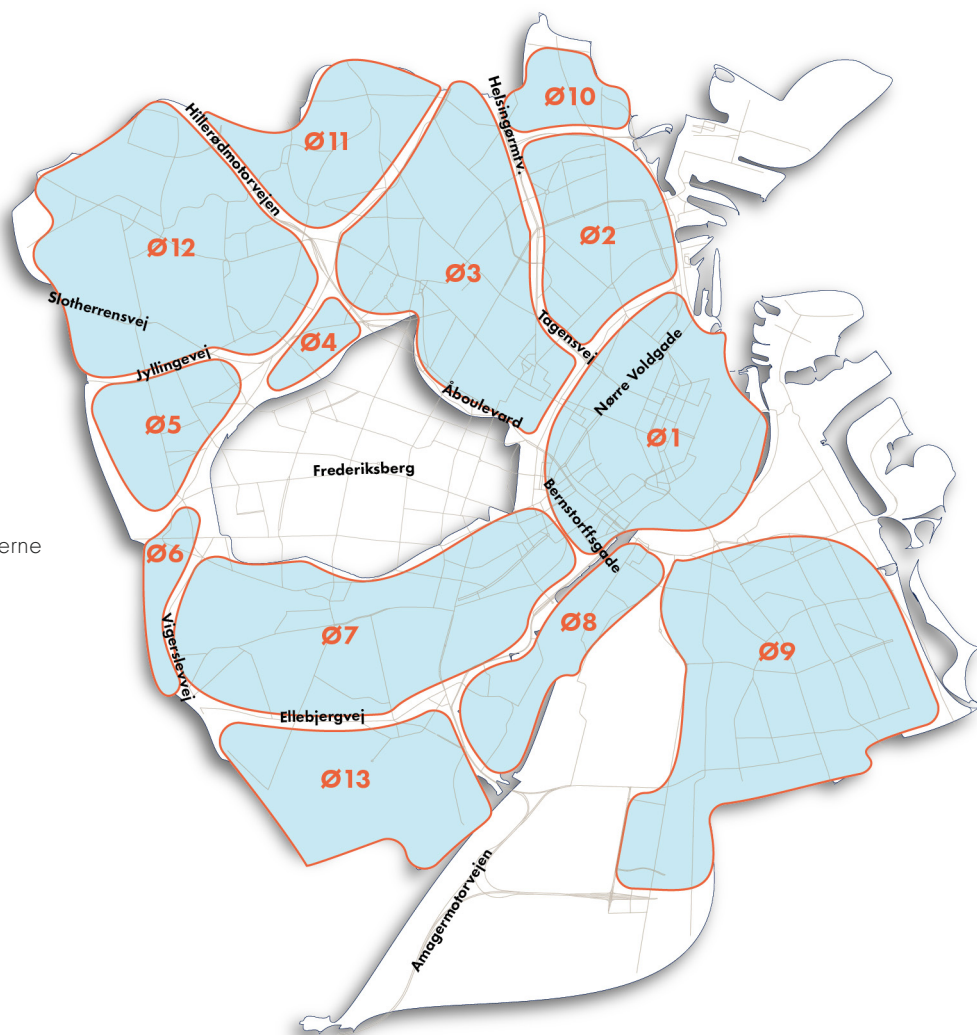 Ø10
Helsingørmtv.
Hillerødmotorvejen
Ø11
Ø2
Ø12
Ø3
Slotherrensvej
Tagensvej
Ø4
Jyllingevej
Nørre Voldgade
Åboulevard
Ø5
Ø1
Frederiksberg
Bernstorffsgade
erne
Ø6
Ø8
Ø7
Ø9
Vigerslevvej
Ellebjergvej
Ø13
Amagermotorvejen